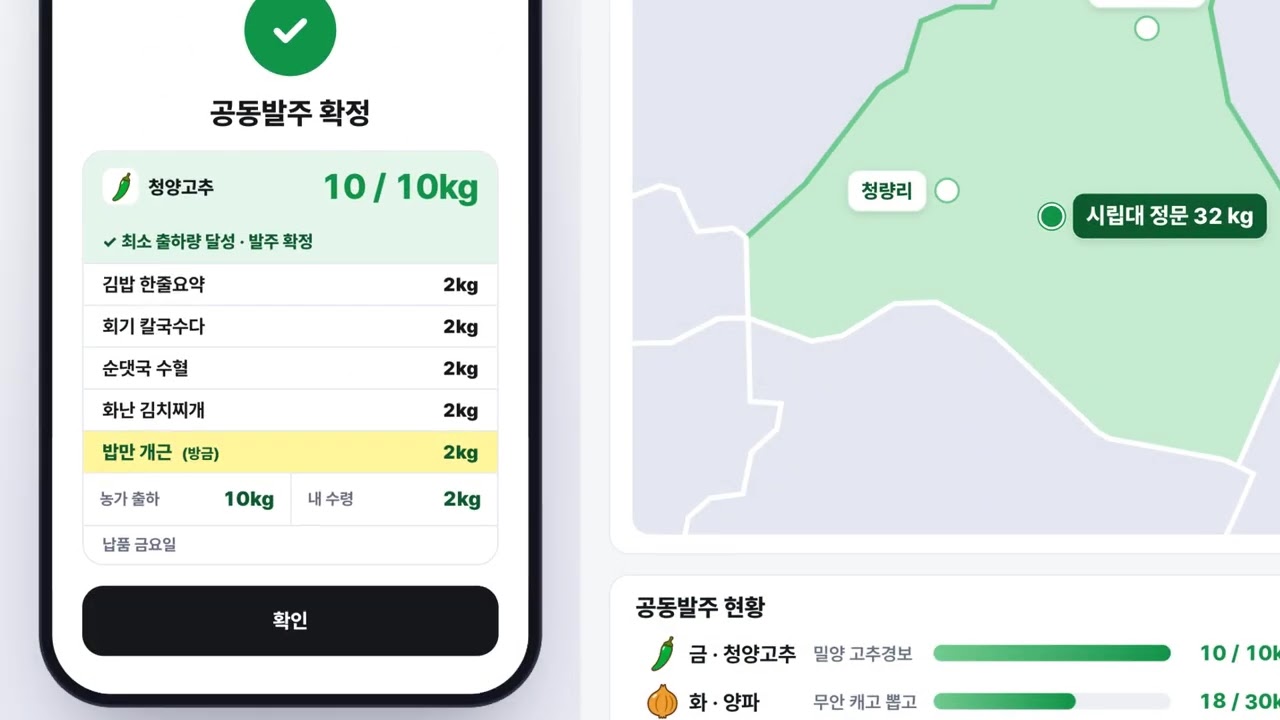 공동발주 확정
청양고추 10 / 10kg
✓ 최소 출하량 달성 · 발주 확정
김밥 한줄요약 2kg
회기 칼국수다 2kg
순댓국 수혈 2kg
화난 김치찌개 2kg
밥만 개근 (방금) 2kg
농가 출하 10kg 내 수령 2kg
납품 금요일
확인
청량리
시립대 정문 32 kg
공동발주 현황
금 · 청양고추 밀양 고추경보 10 / 10k
화 · 양파 무안 캐고 뽑고 18 / 30k